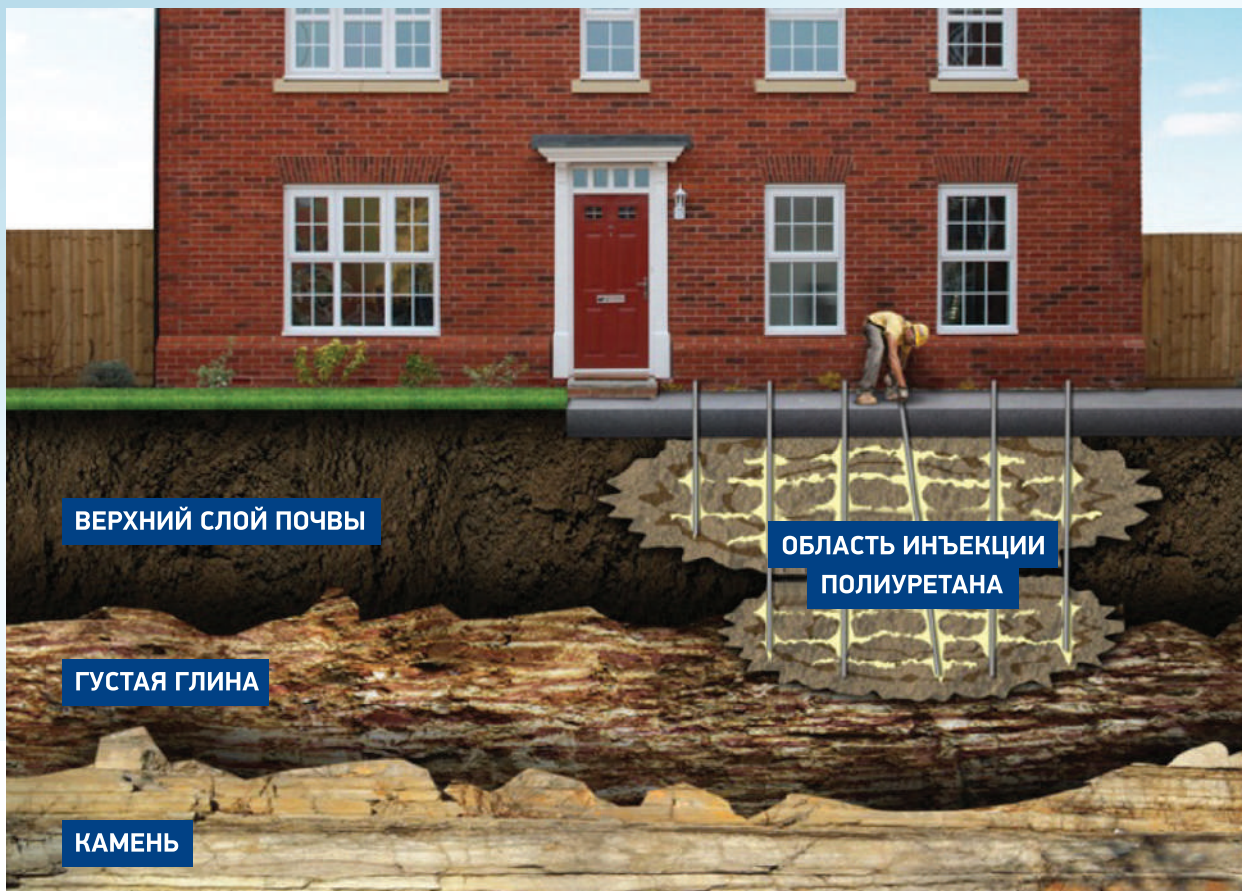 ВЕРХНИЙ СЛОЙ ПОЧВЫ
ОБЛАСТЬ ИНЪЕКЦИИ
ПОЛИУРЕТАНА
ГУСТАЯ ГЛИНА
КАМЕНЬ